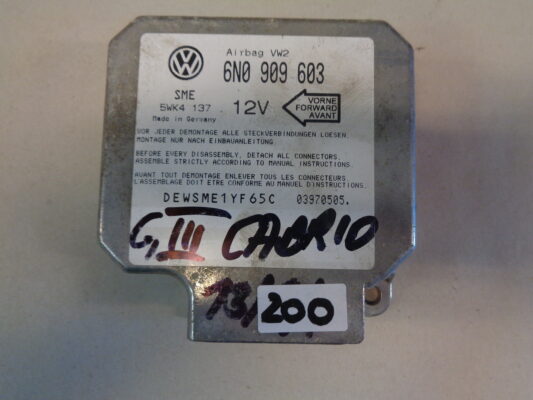 Airbag VW2
6N0 909 603
SME
5WK4 137
Made in Germany
12V
VORNE
FORWARD
AVANT
VOR JEDER DEMONTAGE ALLE STECKVERBINDUNGEN LOESEN.
MONTAGE NUR NACH EINBAUANLEITUNG.
BEFORE EVERY DISASSEMBLY, DETACH ALL CONNECTORS.
ASSEMBLE STRICTLY ACCORDING TO MANUAL INSTRUCTIONS.
AVANT TOUT DEMONTAGE ENLEVER TOUS LES CONNECTEURS.
L'ASSEMBLAGE DOIT ETRE CONFORME AU MANUEL D'INSTRUCTIONS.
DEWSME1YF65C 03970505.
G III CABRIO
200